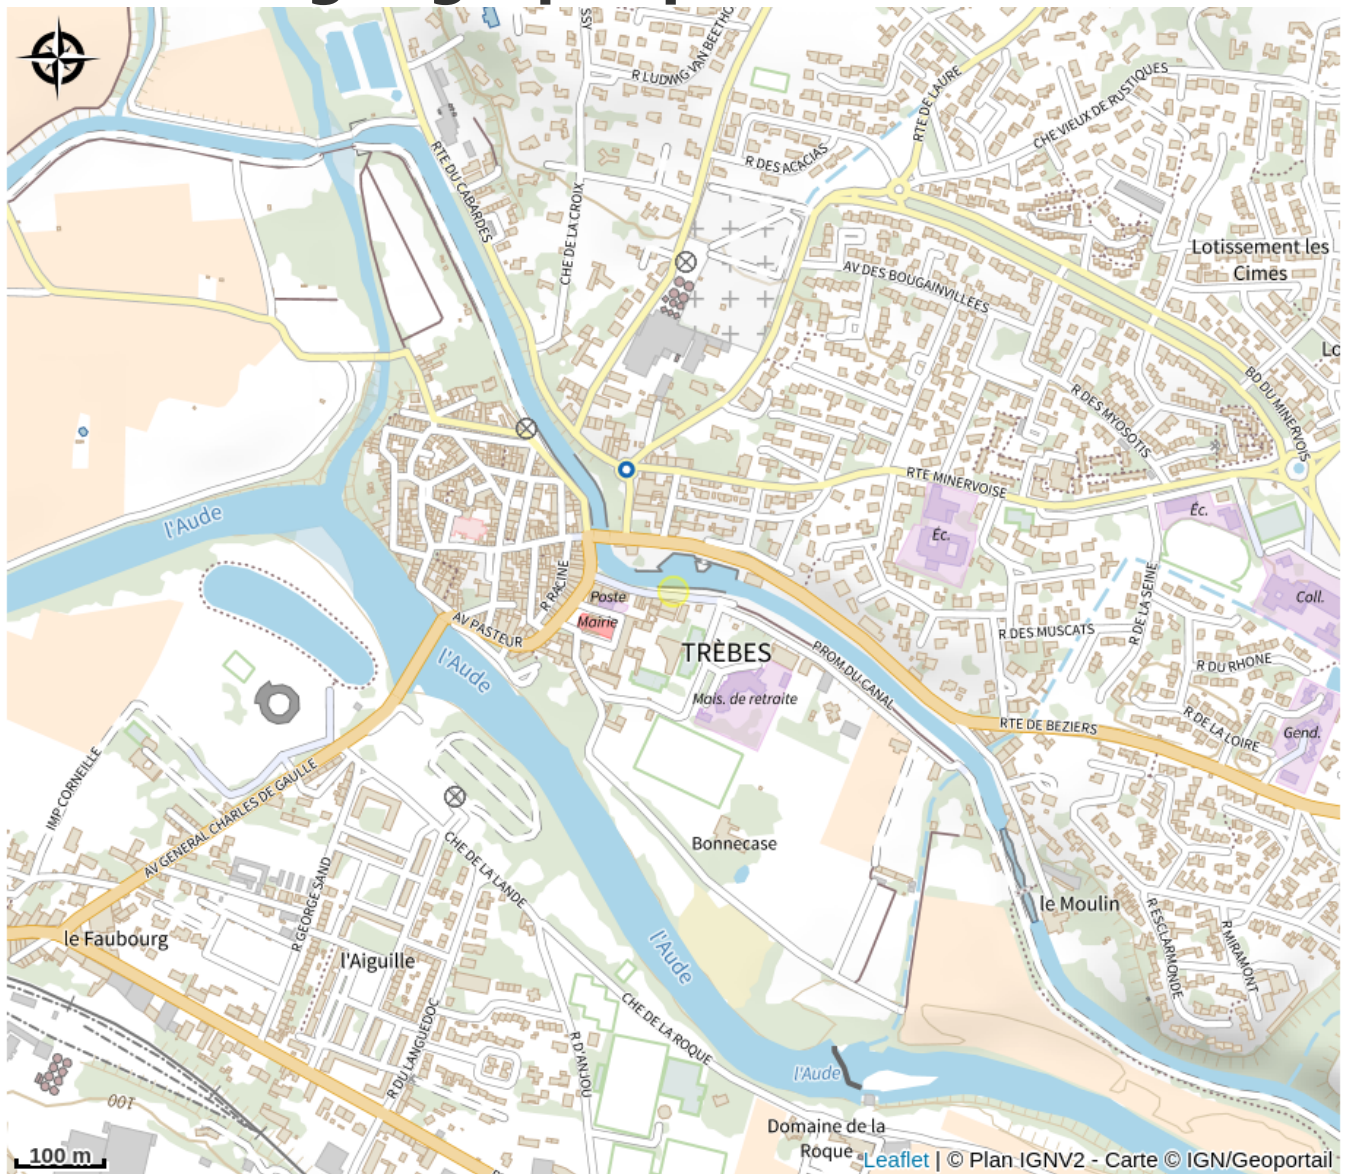 SSY
R LUDWIG VAN BEETHO
RTE DE LAURE
CHE VIEUX DE RUSTIQUES
R DES ACACIAS
RTE DU CABARDES
CHE DE LA CROIX
Lotissement les
Cimes
AV DES BOUGAINVILLEES
Lo
BD DU MINERVOIS
R DES MYOSOTIS
RTE MINERVOISE
l'Aude
Éc.
Éc.
R RACINE
Poste
Mairie
AV PASTEUR
Coll.
R DE LA SEINE
R DES MUSCATS
TRÈBES
PROM DU CANAL
l'Aude
R DU RHONE
Mais. de retraite
R DE LA LOIRE
RTE DE BEZIERS
Gend.
IMP CORNEILLE
AV GENERAL CHARLES DE GAULLE
CHE DE LA LANDE
Bonnecase
R GEORGE SAND
le Moulin
R ESCLARMONDE
R MIRAMONT
le Faubourg
l'Aiguille
l'Aude
CHE DE LA ROQUE
R DU LANGUEDOC
R D'ANJOU
l'Aude
100
Domaine de la
Roque
100 m
Leaflet | © Plan IGNV2 - Carte © IGN/Geoportail